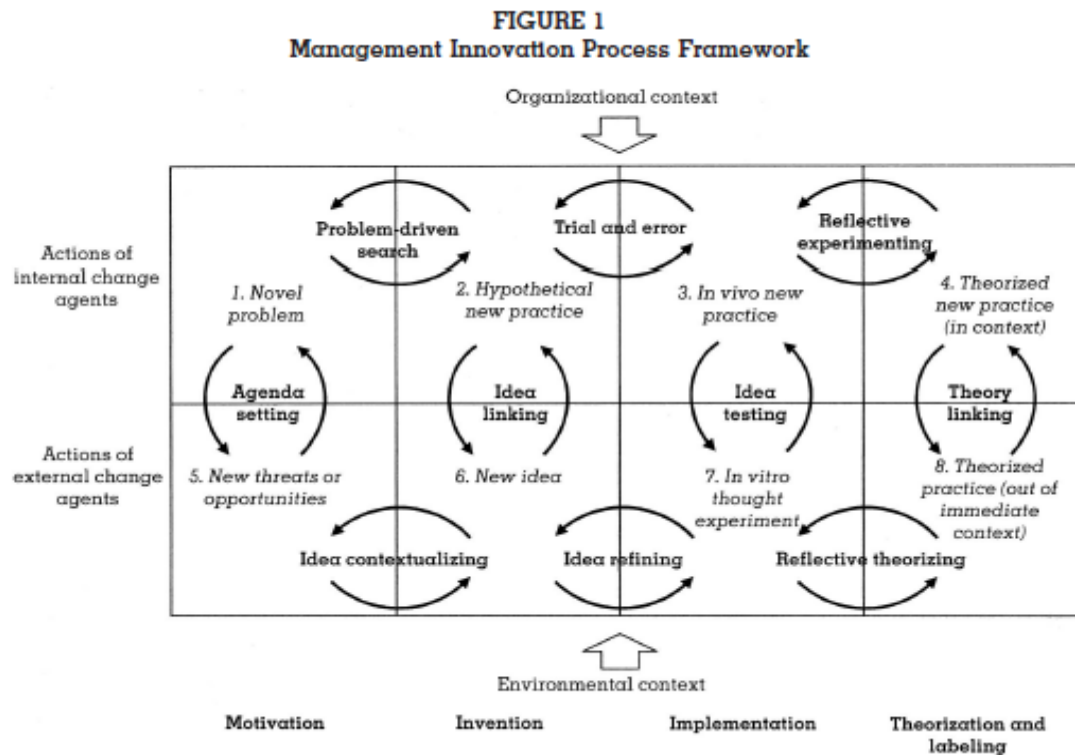 FIGURE 1
Management Innovation Process Framework
Organizational context
Actions of
internal change
agents
Problem-driven
search
Trial and error
Reflective
experimenting
1. Novel
problem
2. Hypothetical
new practice
3. In vivo new
practice
4. Theorized
new practice
(in context)
Agenda
setting
Idea
linking
Idea
testing
Theory
linking
Actions of
external change
agents
5. New threats or
opportunities
6. New idea
7. In vitro
thought
experiment
8. Theorized
practice (out of
immediate
context)
Idea contextualizing
Idea refining
Reflective theorizing
Environmental context
Motivation
Invention
Implementation
Theorization and
labeling